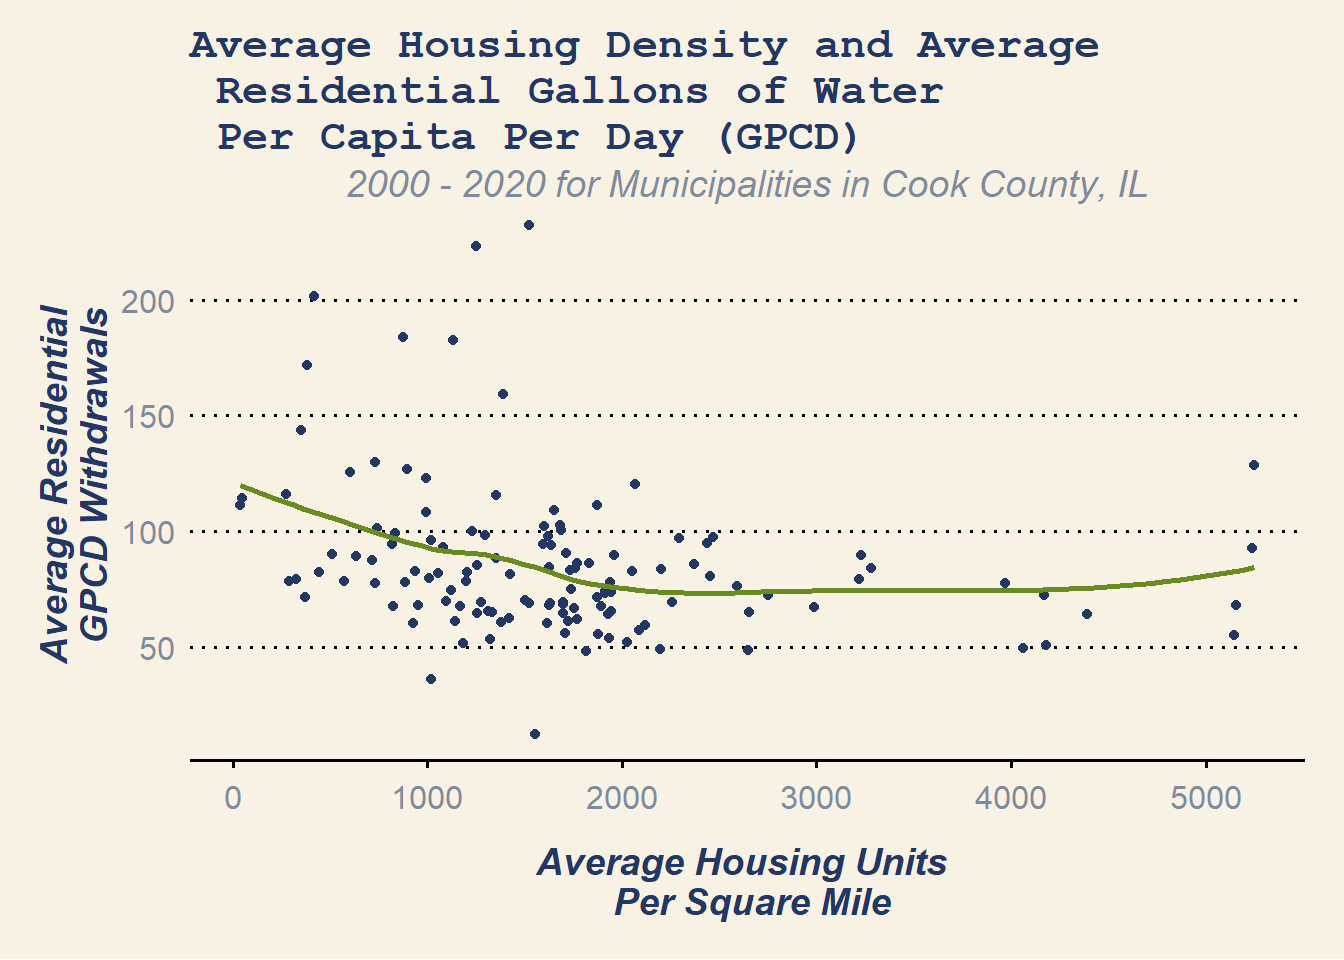 Average Housing Density and Average
Residential Gallons of Water
Per Capita Per Day (GPCD)
2000 - 2020 for Municipalities in Cook County, IL
Average Residential
GPCD Withdrawals
200
150
100
50
0 1000 2000 3000 4000 5000
Average Housing Units
Per Square Mile